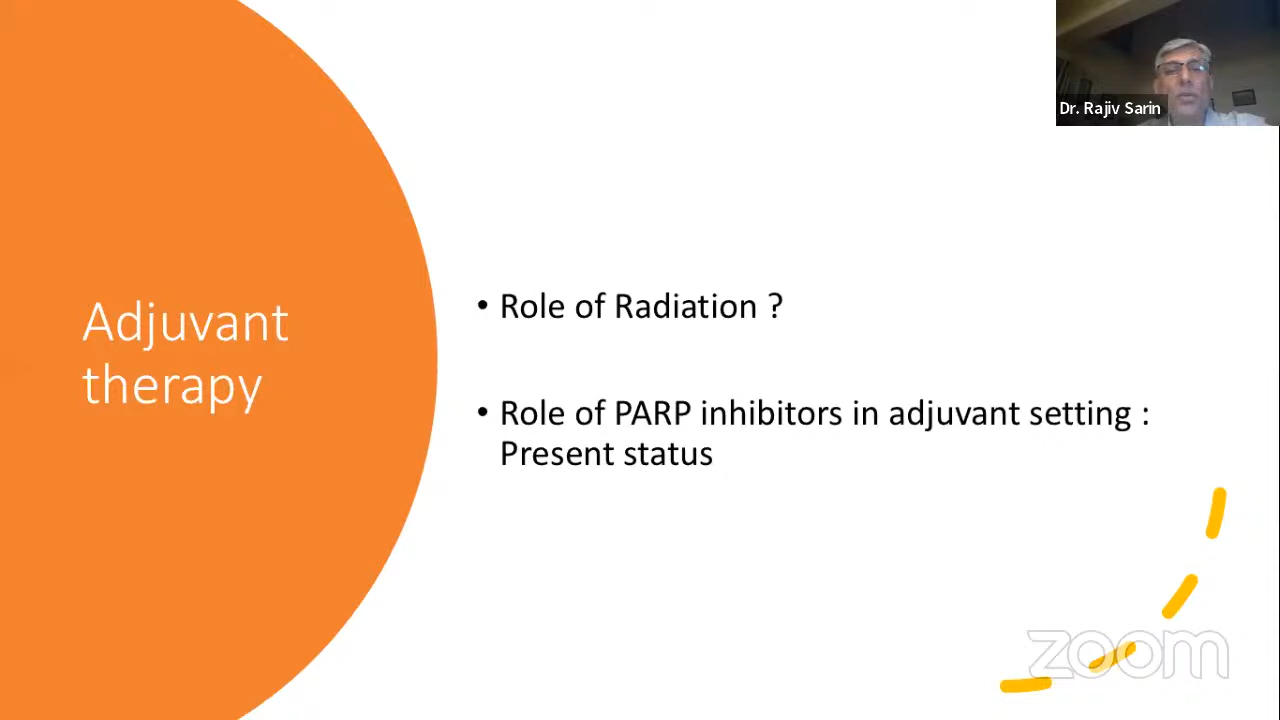 Dr. Rajiv Sarin
Adjuvant
therapy
• Role of Radiation ?
• Role of PARP inhibitors in adjuvant setting :
Present status
zoom